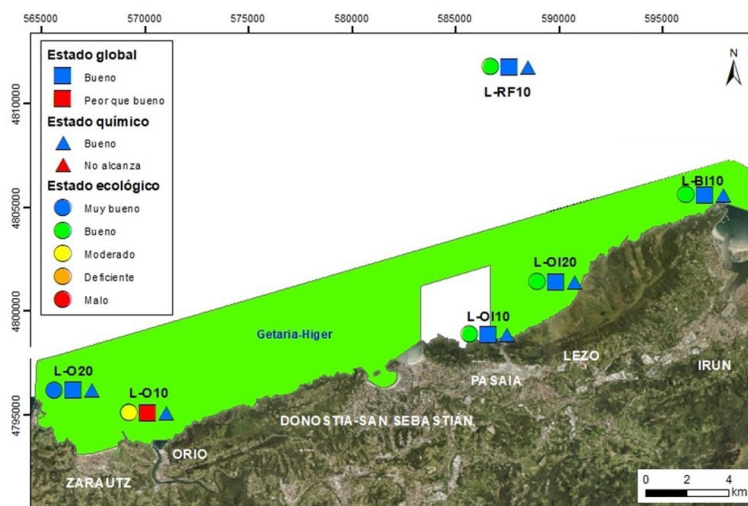 565000 570000 575000 580000 585000 590000 595000
4810000
4805000
4800000
4795000
Estado global
Bueno
Peor que bueno
Estado químico
Bueno
No alcanza
Estado ecológico
Muy bueno
Bueno
Moderado
Deficiente
Malo
N
L-RF10
L-BI10
L-OI20
L-OI10
Getaria-Higer
LEZO
IRUN
PASAIA
L-O20
L-O10
DONOSTIA-SAN SEBASTIÁN
ORIO
ZARAUTZ
0 2 4
km